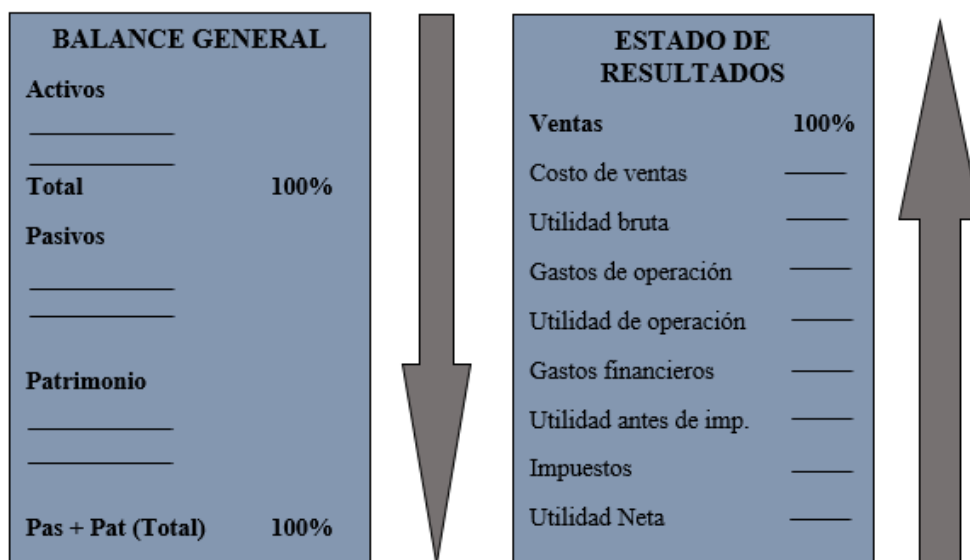 BALANCE GENERAL
Activos
Total 100%
Pasivos
Patrimonio
Pas + Pat (Total) 100%
ESTADO DE
RESULTADOS
Ventas 100%
Costo de ventas
Utilidad bruta
Gastos de operación
Utilidad de operación
Gastos financieros
Utilidad antes de imp.
Impuestos
Utilidad Neta